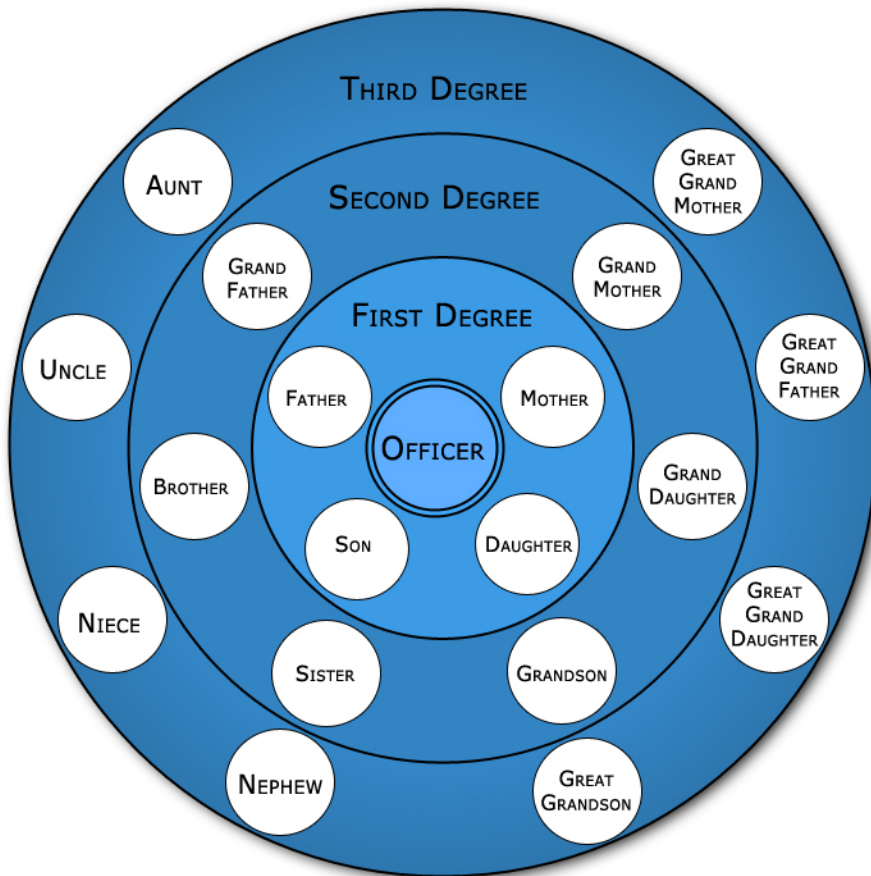 Third Degree
Aunt
Great
Grand
Mother
Second Degree
Grand
Father
Grand
Mother
First Degree
Uncle
Great
Grand
Father
Father
Mother
Officer
Brother
Grand
Daughter
Son
Daughter
Niece
Great
Grand
Daughter
Sister
Grandson
Nephew
Great
Grandson